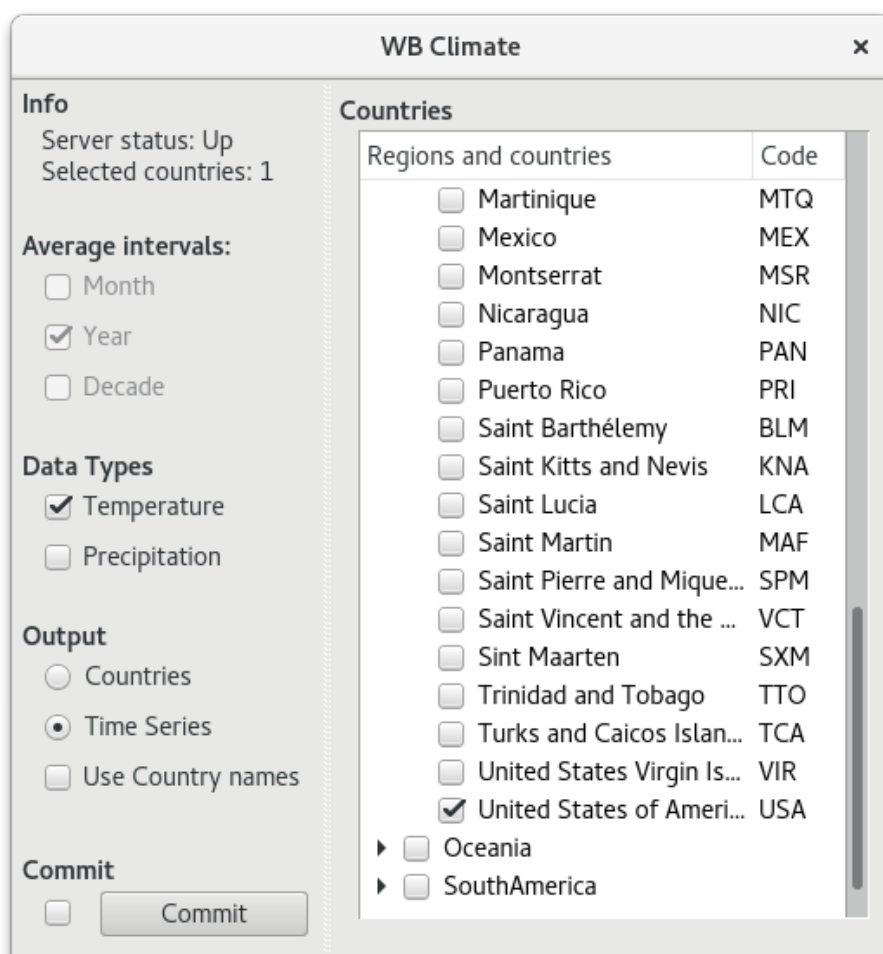 WB Climate ×
Info
Server status: Up
Selected countries: 1
Average intervals:
Month
Year
Decade
Data Types
Temperature
Precipitation
Output
Countries
Time Series
Use Country names
Commit
Commit
Countries
Regions and countries Code
Martinique MTQ
Mexico MEX
Montserrat MSR
Nicaragua NIC
Panama PAN
Puerto Rico PRI
Saint Barthélemy BLM
Saint Kitts and Nevis KNA
Saint Lucia LCA
Saint Martin MAF
Saint Pierre and Mique... SPM
Saint Vincent and the ... VCT
Sint Maarten SXM
Trinidad and Tobago TTO
Turks and Caicos Islan... TCA
United States Virgin Is... VIR
United States of Ameri... USA
Oceania
SouthAmerica